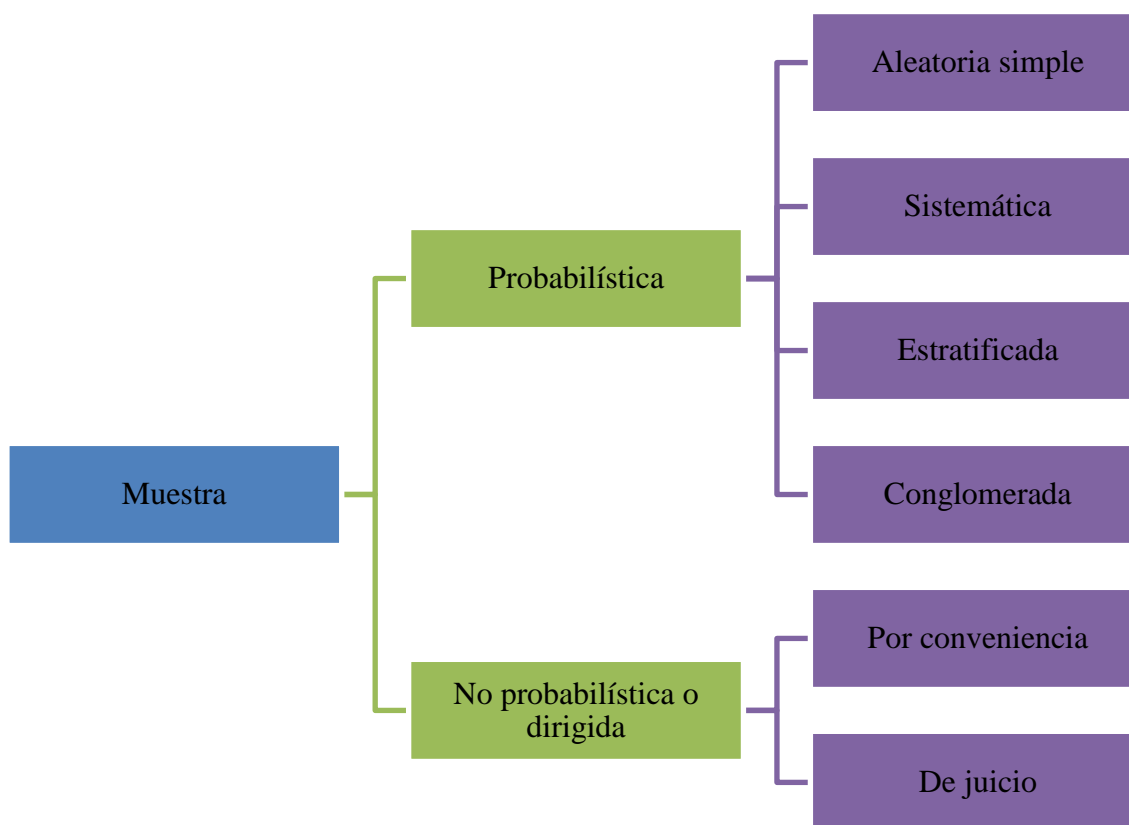 Muestra
Probabilística
Aleatoria simple
Sistemática
Estratificada
Conglomerada
No probabilística o
dirigida
Por conveniencia
De juicio